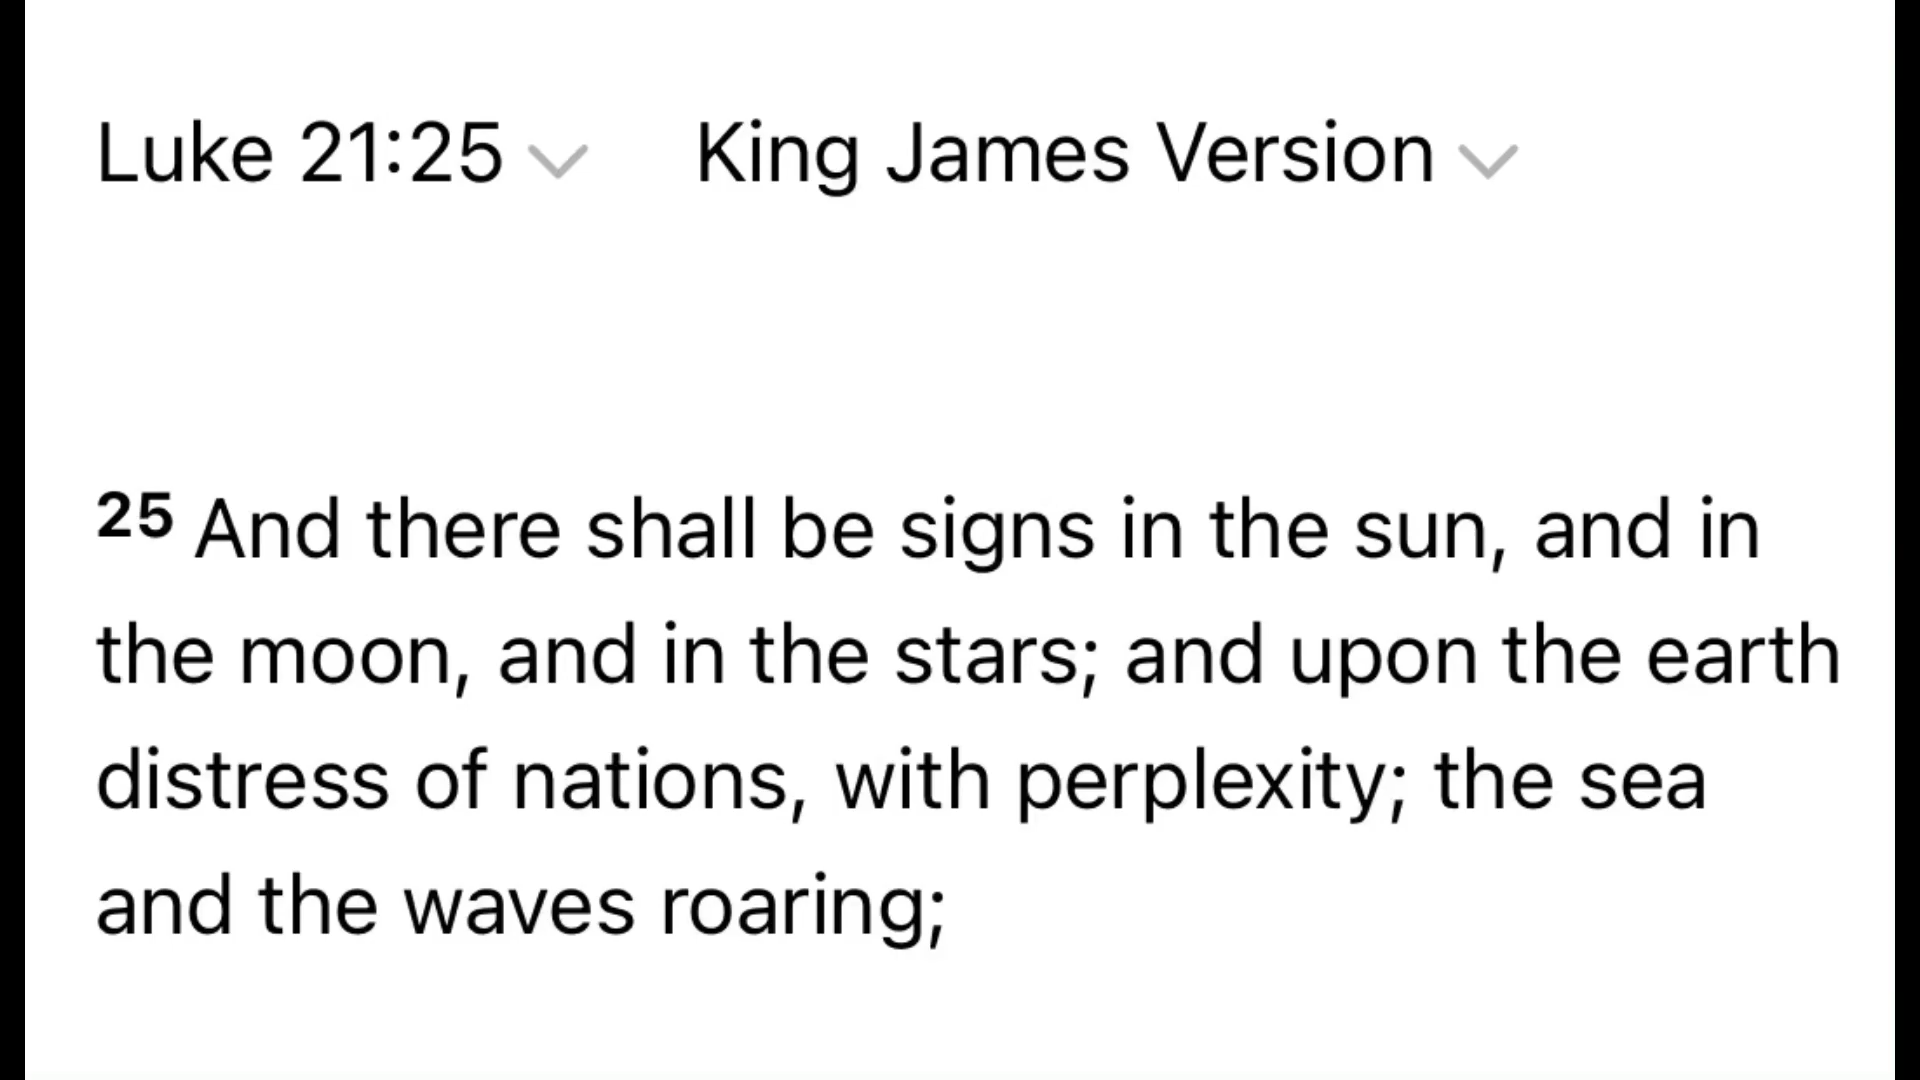 Luke 21:25 King James Version
25 And there shall be signs in the sun, and in
the moon, and in the stars; and upon the earth
distress of nations, with perplexity; the sea
and the waves roaring;